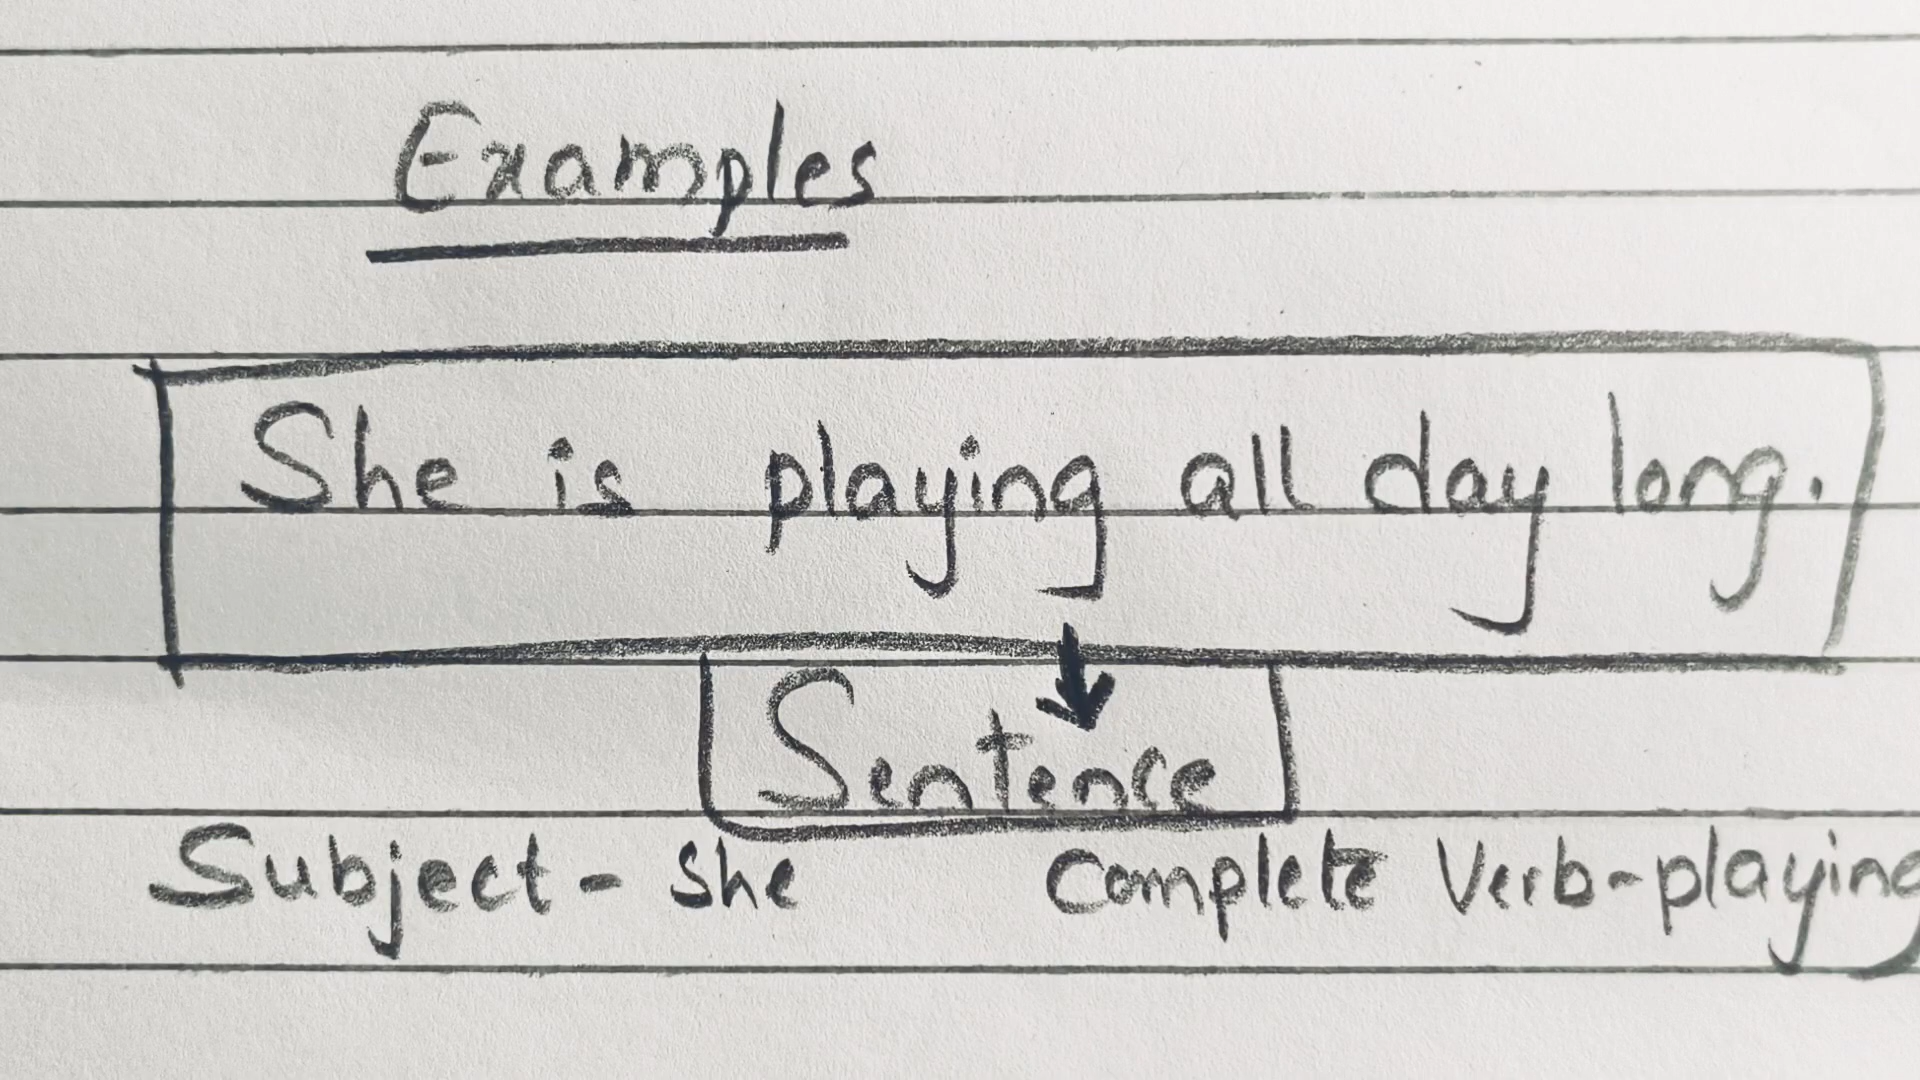 Examples
She is playing all day long.
Sentence
Subject - She Complete Verb-playing